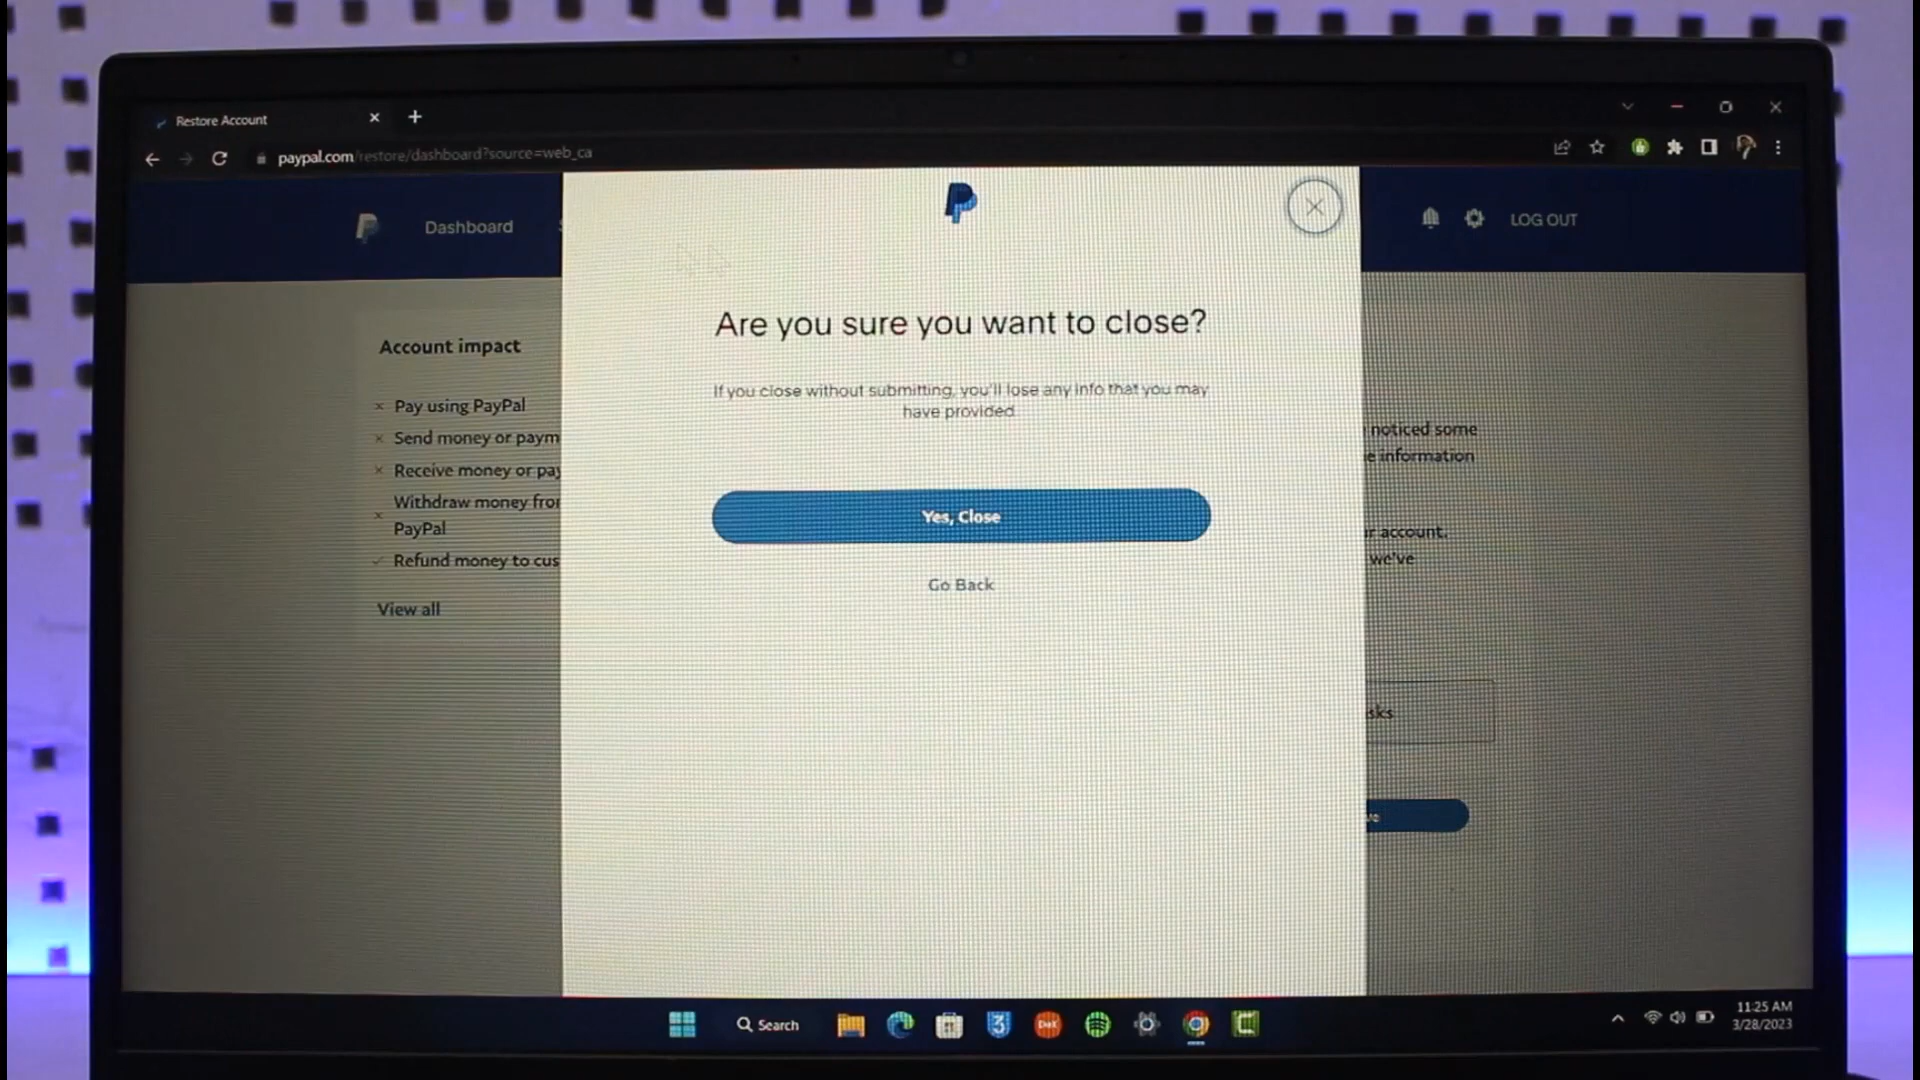 Restore Account
paypal.com/restore/dashboard?source=web_ca
Dashboard
LOG OUT
Account impact
Pay using PayPal
Send money or paym
Receive money or pay
Withdraw money from
PayPal
Refund money to cus
View all
Are you sure you want to close?
If you close without submitting, you'll lose any info that you may
have provided
Yes, Close
Go Back
noticed some
e information
r account.
we've
sks
Search
11:25 AM
3/28/2023